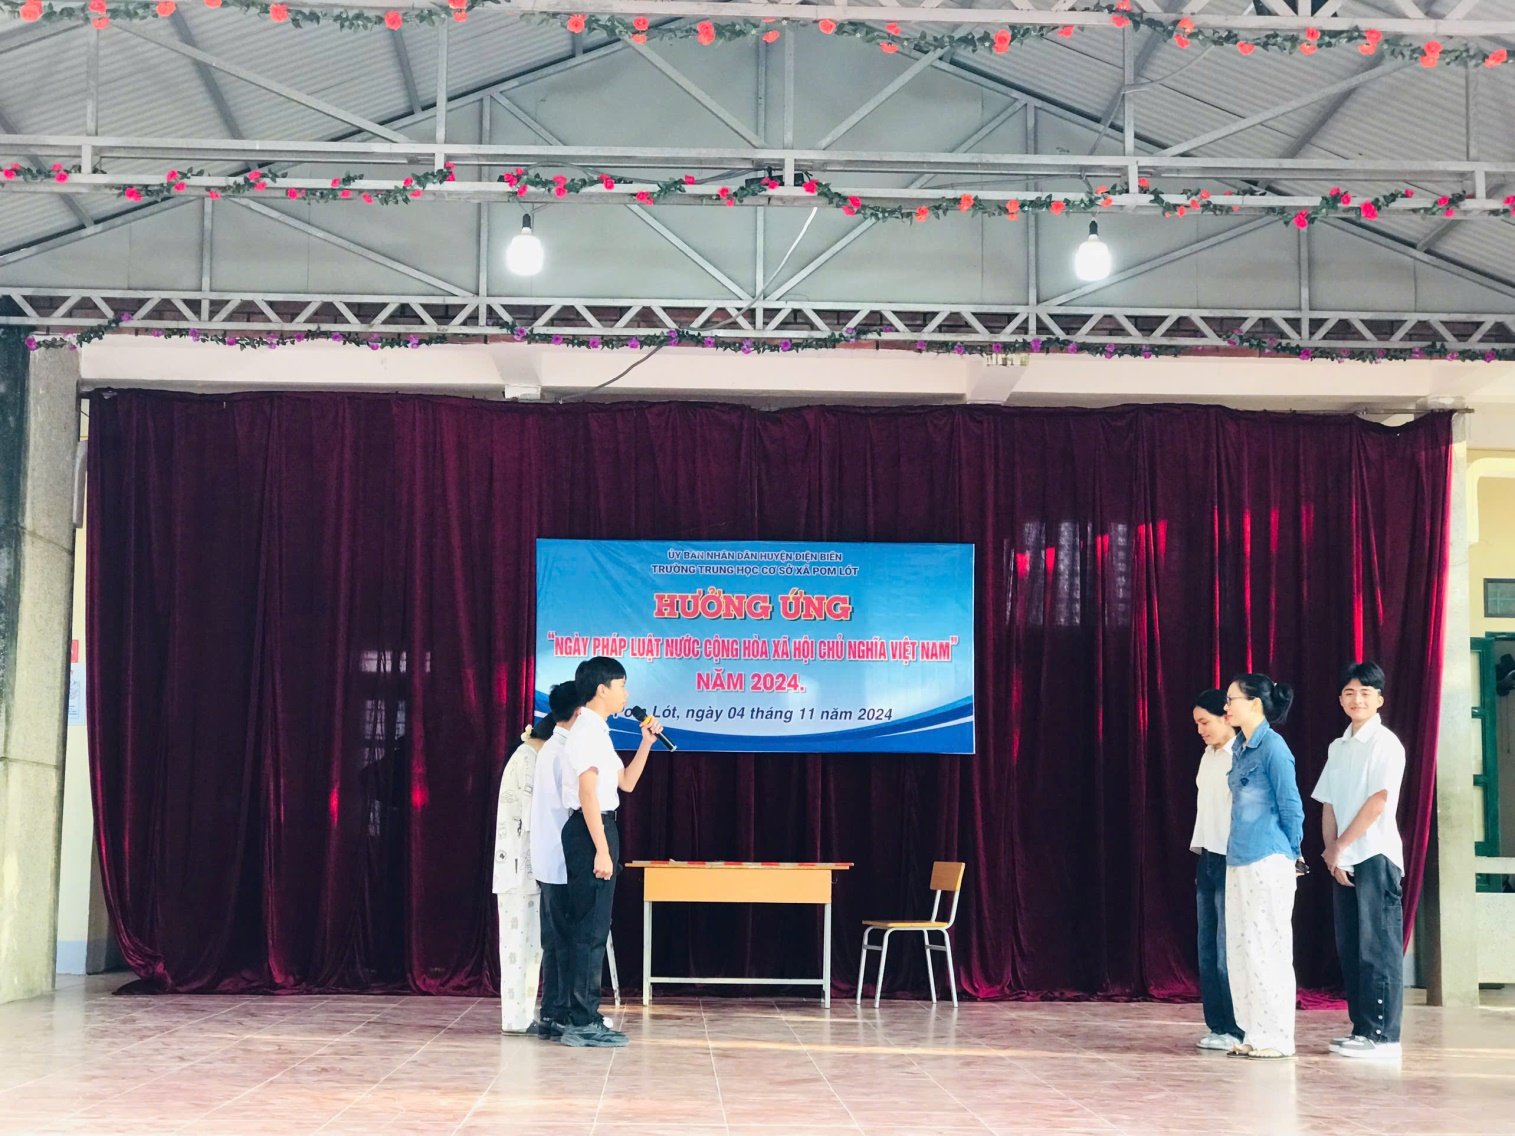 ỦY BAN NHÂN DÂN HUYỆN ĐIỆN BIÊN
TRƯỜNG TRUNG HỌC CƠ SỞ XÃ POM LÓT
HƯỞNG ỨNG
"NGÀY PHÁP LUẬT NƯỚC CỘNG HÒA XÃ HỘI CHỦ NGHĨA VIỆT NAM"
NĂM 2024.
Lót, ngày 04 tháng 11 năm 2024